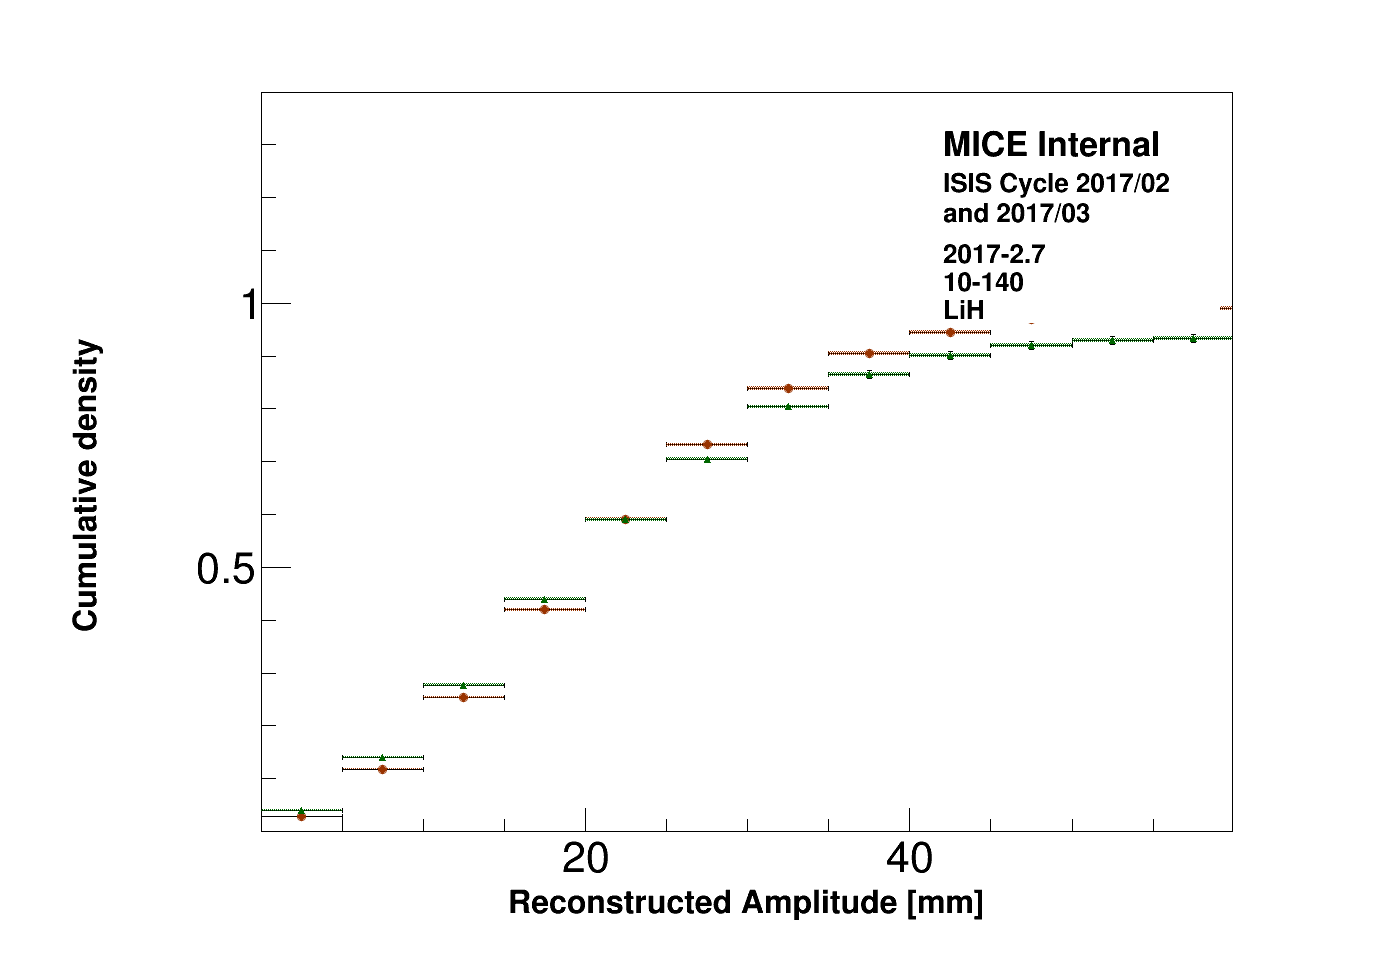 MICE Internal
ISIS Cycle 2017/02
and 2017/03
2017-2.7
10-140
LiH
1
0.5
Cumulative density
20 40
Reconstructed Amplitude [mm]